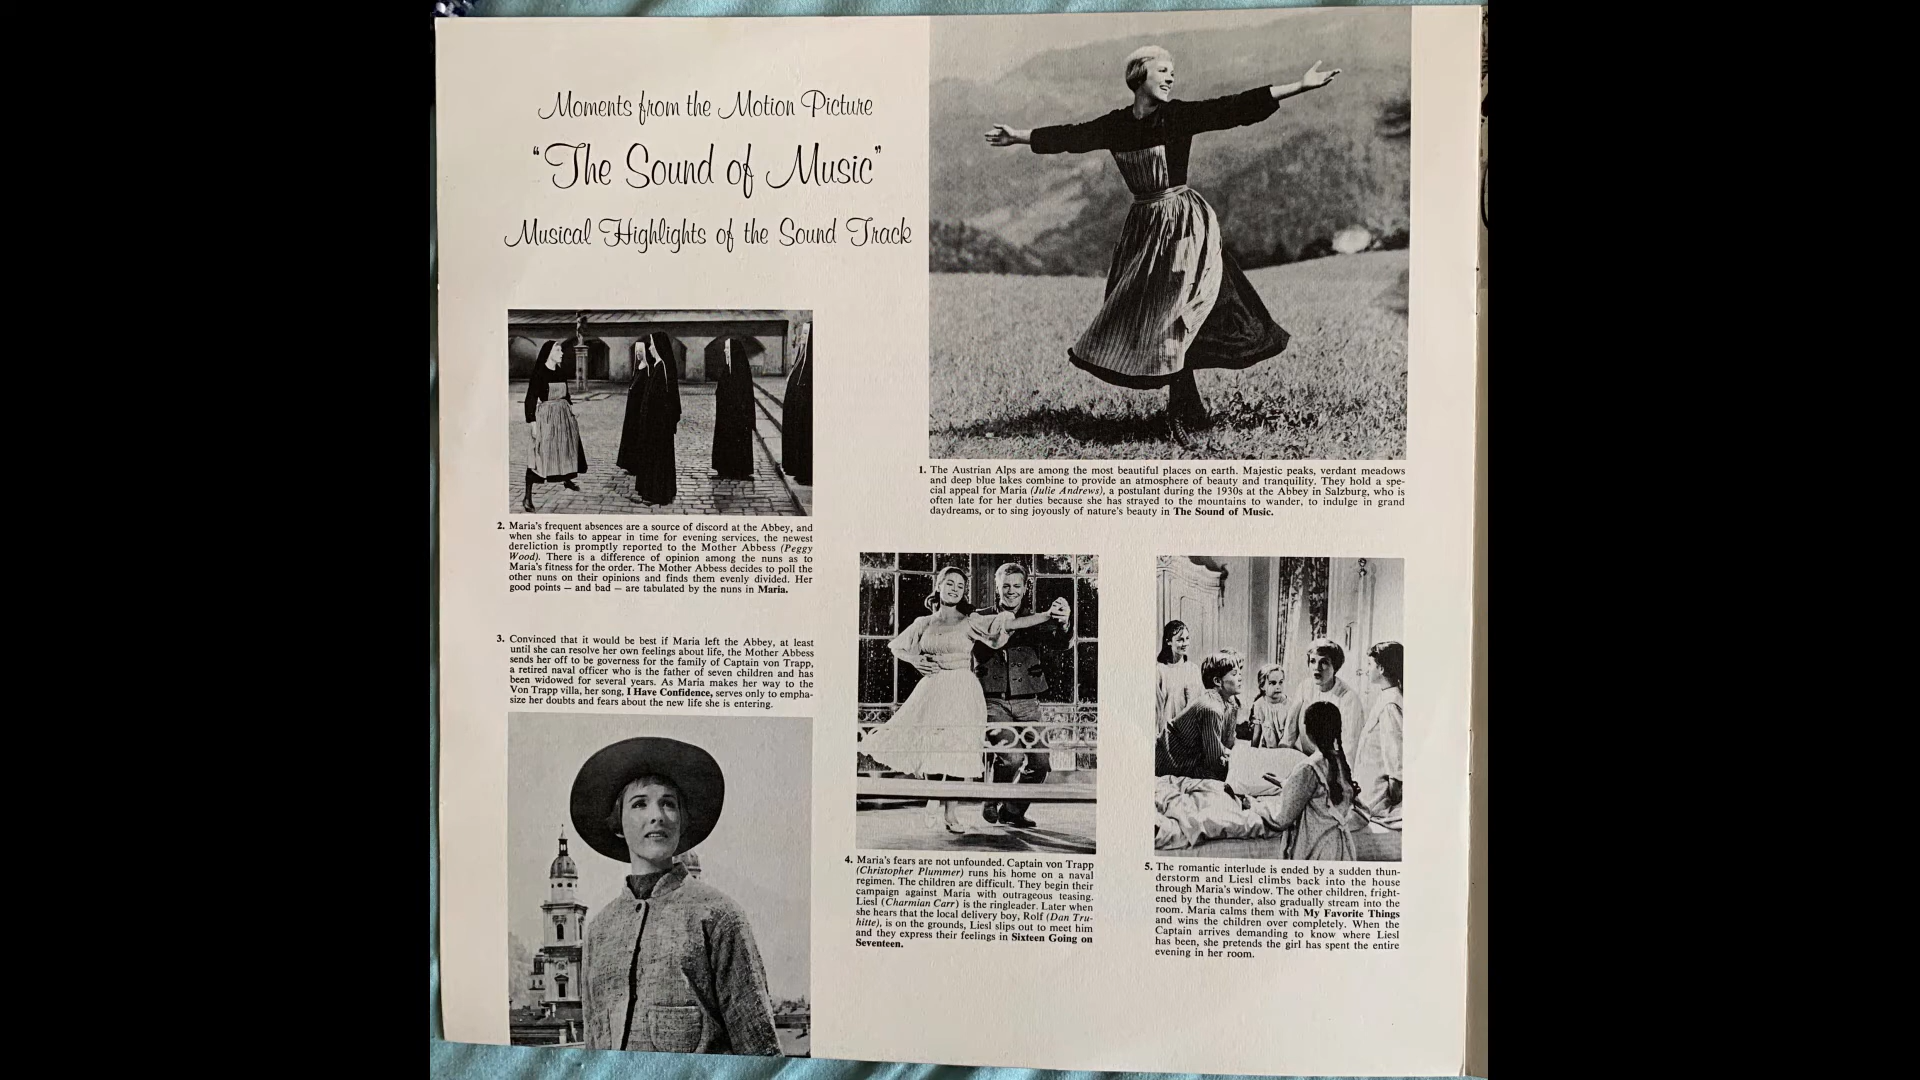 Moments from the Motion Picture
"The Sound of Music"
Musical Highlights of the Sound Track
1. The Austrian Alps are among the most beautiful places on earth. Majestic peaks, verdant meadows
and deep blue lakes combine to provide an atmosphere of beauty and tranquility. They hold a spe-
cial appeal for Maria (Julie Andrews), a postulant during the 1930s at the Abbey in Salzburg, who is
often late for her duties because she has strayed to the mountains to wander, to indulge in grand
daydreams, or to sing joyously of nature's beauty in The Sound of Music.
2. Maria's frequent absences are a source of discord at the Abbey, and
when she fails to appear in time for evening services, the newest
dereliction is promptly reported to the Mother Abbess (Peggy
Wood). There is a difference of opinion among the nuns as to
Maria's fitness for the order. The Mother Abbess decides to poll the
other nuns on their opinions and finds them evenly divided. Her
good points — and bad — are tabulated by the nuns in Maria.
3. Convinced that it would be best if Maria left the Abbey, at least
until she can resolve her own feelings about life, the Mother Abbess
sends her off to be governess for the family of Captain von Trapp,
a retired naval officer who is the father of seven children and has
been widowed for several years. As Maria makes her way to the
Von Trapp villa, her song, I Have Confidence, serves only to empha-
size her doubts and fears about the new life she is entering.
4. Maria's fears are not unfounded. Captain von Trapp
(Christopher Plummer) runs his home on a naval
regimen. The children are difficult. They begin their
campaign against Maria with outrageous teasing.
Liesl (Charmian Carr) is the ringleader. Later when
she hears that the local delivery boy, Rolf (Dan Tru-
hitte), is on the grounds, Liesl slips out to meet him
and they express their feelings in Sixteen Going on
Seventeen.
5. The romantic interlude is ended by a sudden thun-
derstorm and Liesl climbs back into the house
through Maria's window. The other children, fright-
ened by the thunder, also gradually stream into the
room. Maria calms them with My Favorite Things
and wins the children over completely. When the
Captain arrives demanding to know where Liesl
has been, she pretends the girl has spent the entire
evening in her room.